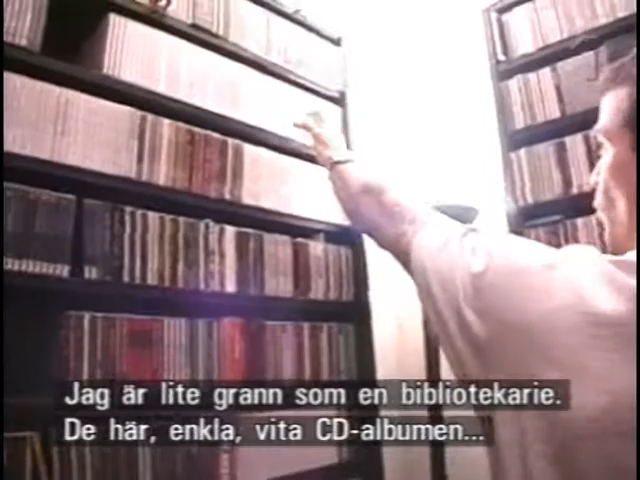 Jag är lite grann som en bibliotekarie.
De här, enkla, vita CD-albumen...